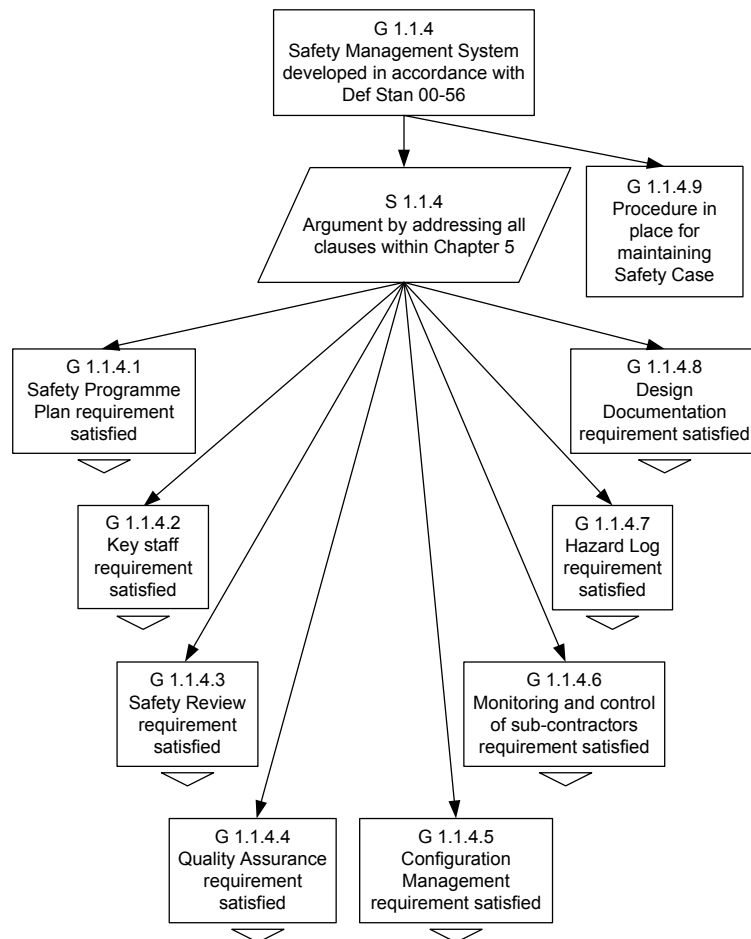 G 1.1.4
Safety Management System
developed in accordance with
Def Stan 00-56
S 1.1.4
Argument by addressing all
clauses within Chapter 5
G 1.1.4.9
Procedure in
place for
maintaining
Safety Case
G 1.1.4.1
Safety Programme
Plan requirement
satisfied
G 1.1.4.8
Design
Documentation
requirement satisfied
G 1.1.4.2
Key staff
requirement
satisfied
G 1.1.4.7
Hazard Log
requirement
satisfied
G 1.1.4.3
Safety Review
requirement
satisfied
G 1.1.4.6
Monitoring and control
of sub-contractors
requirement satisfied
G 1.1.4.4
Quality Assurance
requirement
satisfied
G 1.1.4.5
Configuration
Management
requirement satisfied